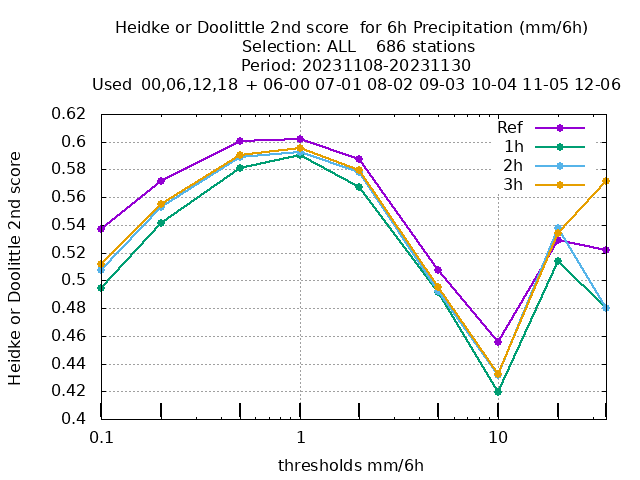 Heidke or Doolittle 2nd score  for 6h Precipitation (mm/6h)
Selection: ALL    686 stations
Period: 20231108-20231130
Used  00,06,12,18  + 06-00 07-01 08-02 09-03 10-04 11-05 12-06
0.62
0.6
0.58
0.56
0.54
0.52
0.5
0.48
0.46
0.44
0.42
0.4
Heidke or Doolittle 2nd score
Ref
1h
2h
3h
0.1
1
10
thresholds mm/6h